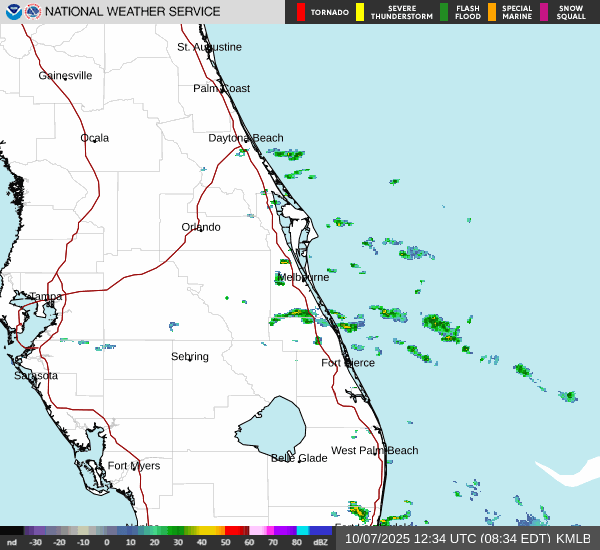 NATIONAL WEATHER SERVICE
TORNADO
SEVERE THUNDERSTORM
FLASH FLOOD
SPECIAL MARINE
SNOW SQUALL
St. Augustine
Gainesville
Palm Coast
Ocala
Daytona Beach
Orlando
Melbourne
Tampa
Sebring
Fort Pierce
Sarasota
West Palm Beach
Belle Glade
Fort Myers
nd -30 -20 -10 0 10 20 30 40 50 60 70 80 dBZ
10/07/2025 12:34 UTC (08:34 EDT) KMLB